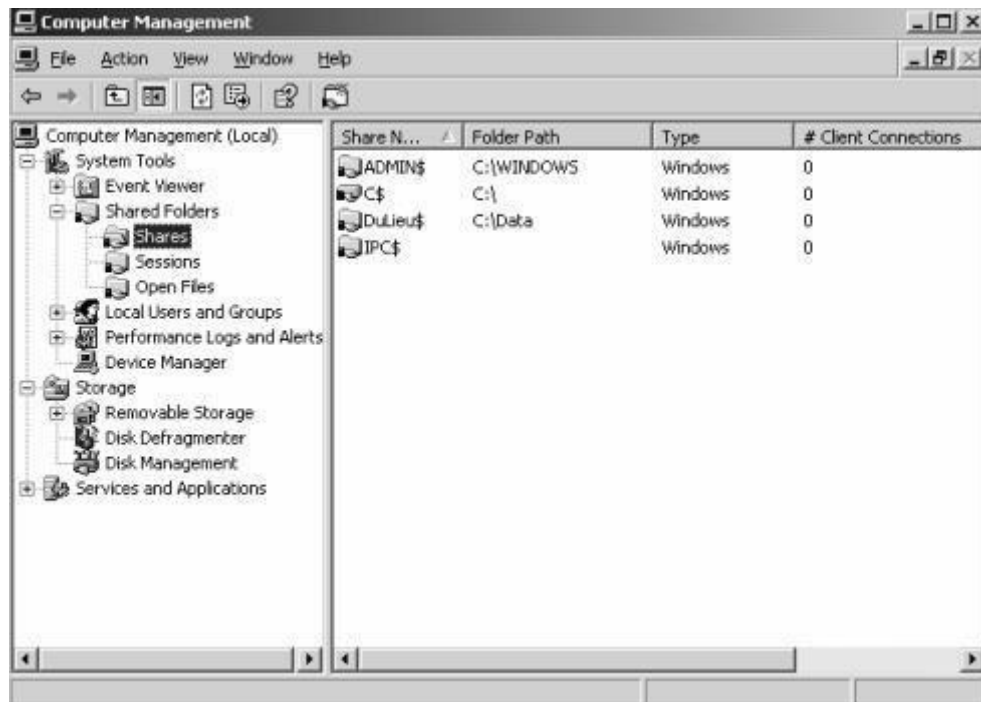 Computer Management
File Action View Window Help
Computer Management (Local)
System Tools
Event Viewer
Shared Folders
Shares
Sessions
Open Files
Local Users and Groups
Performance Logs and Alerts
Device Manager
Storage
Removable Storage
Disk Defragmenter
Disk Management
Services and Applications
Share N... Folder Path Type # Client Connections
ADMIN$ C:\WINDOWS Windows 0
C$ C:\ Windows 0
DuLieu$ C:\Data Windows 0
IPC$ Windows 0